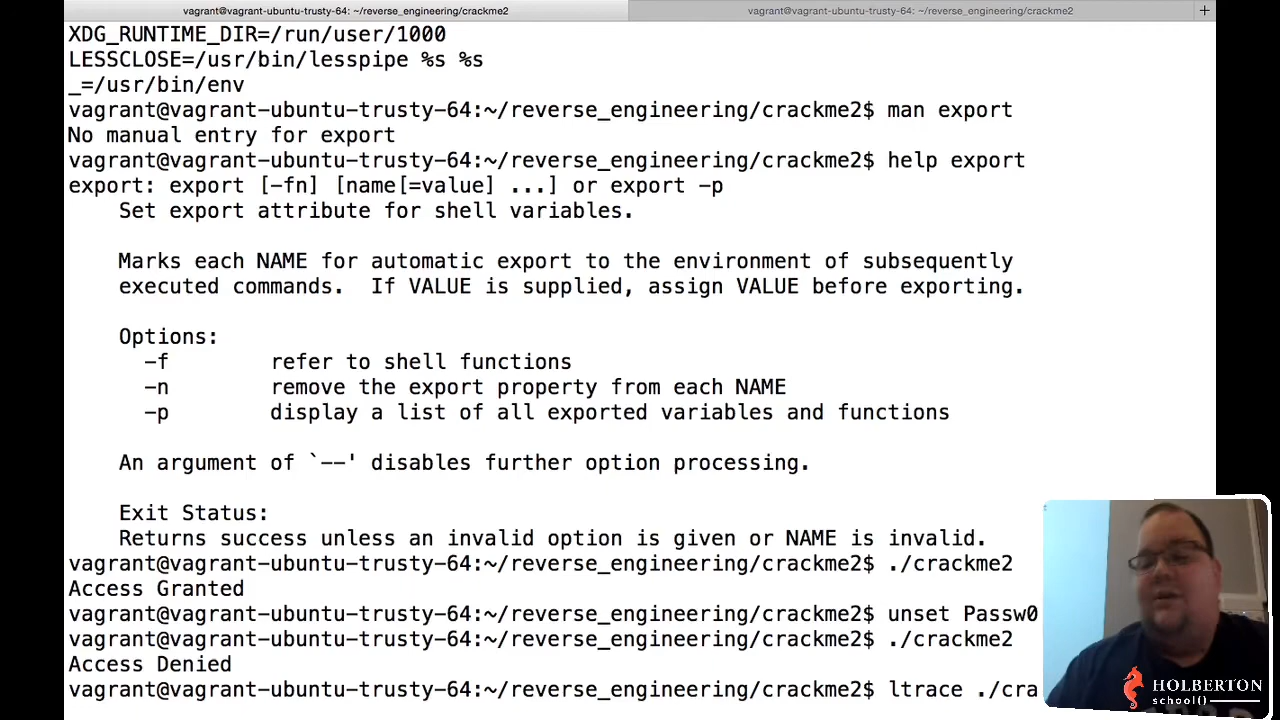 vagrant@vagrant-ubuntu-trusty-64: ~/reverse_engineering/crackme2
vagrant@vagrant-ubuntu-trusty-64: ~/reverse_engineering/crackme2
+
XDG_RUNTIME_DIR=/run/user/1000
LESSCLOSE=/usr/bin/lesspipe %s %s
_=/usr/bin/env
vagrant@vagrant-ubuntu-trusty-64:~/reverse_engineering/crackme2$ man export
No manual entry for export
vagrant@vagrant-ubuntu-trusty-64:~/reverse_engineering/crackme2$ help export
export: export [-fn] [name[=value] ...] or export -p
Set export attribute for shell variables.
Marks each NAME for automatic export to the environment of subsequently
executed commands.  If VALUE is supplied, assign VALUE before exporting.
Options:
-f refer to shell functions
-n remove the export property from each NAME
-p display a list of all exported variables and functions
An argument of `--' disables further option processing.
Exit Status:
Returns success unless an invalid option is given or NAME is invalid.
vagrant@vagrant-ubuntu-trusty-64:~/reverse_engineering/crackme2$ ./crackme2
Access Granted
vagrant@vagrant-ubuntu-trusty-64:~/reverse_engineering/crackme2$ unset Passw0
vagrant@vagrant-ubuntu-trusty-64:~/reverse_engineering/crackme2$ ./crackme2
Access Denied
vagrant@vagrant-ubuntu-trusty-64:~/reverse_engineering/crackme2$ ltrace ./cra
HOLBERTON
school()